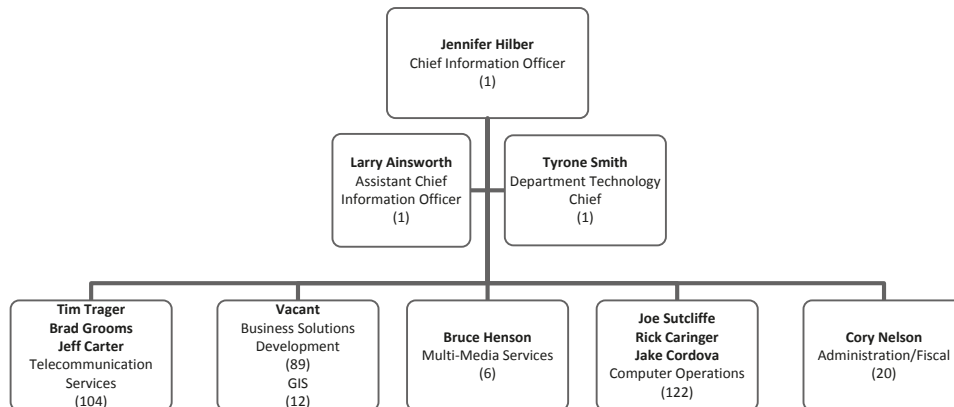 Jennifer Hilber
Chief Information Officer
(1)
Larry Ainsworth
Assistant Chief
Information Officer
(1)
Tyrone Smith
Department Technology
Chief
(1)
Tim Trager
Brad Grooms
Jeff Carter
Telecommunication
Services
(104)
Vacant
Business Solutions
Development
(89)
GIS
(12)
Bruce Henson
Multi-Media Services
(6)
Joe Sutcliffe
Rick Caringer
Jake Cordova
Computer Operations
(122)
Cory Nelson
Administration/Fiscal
(20)